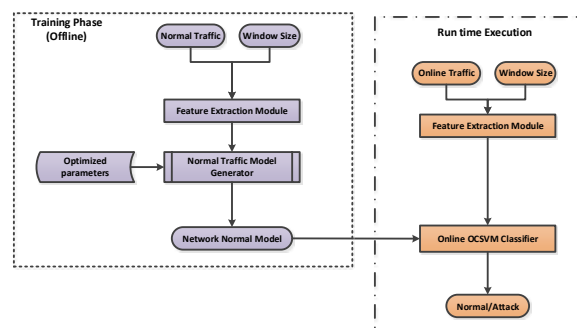 Training Phase
(Offline)
Normal Traffic
Window Size
Feature Extraction Module
Optimized
parameters
Normal Traffic Model
Generator
Network Normal Model
Run time Execution
Online Traffic
Window Size
Feature Extraction Module
Online OCSVM Classifier
Normal/Attack